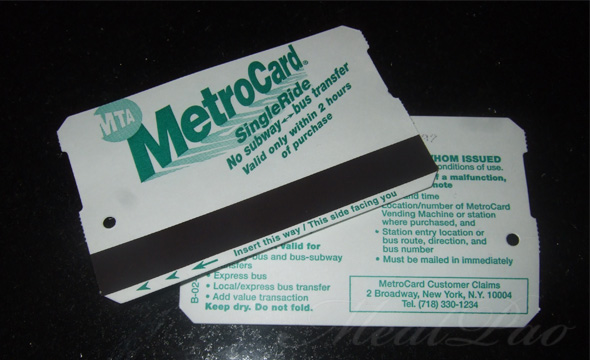 MTA
MetroCard®
SingleRide
No subway↔bus transfer
Valid only within 2 hours
of purchase
Insert this way / This side facing you
THOM ISSUED
conditions of use.
of a malfunction,
note
and time
Location/number of MetroCard
Vending Machine or station
where purchased, and
* Station entry location or
bus route, direction, and
bus number
* Must be mailed in immediately
valid for
bus and bus-subway
• Express bus
• Local/express bus transfer
• Add value transaction
Keep dry. Do not fold.
B-02
MetroCard Customer Claims
2 Broadway, New York, N.Y. 10004
Tel. (718) 330-1234